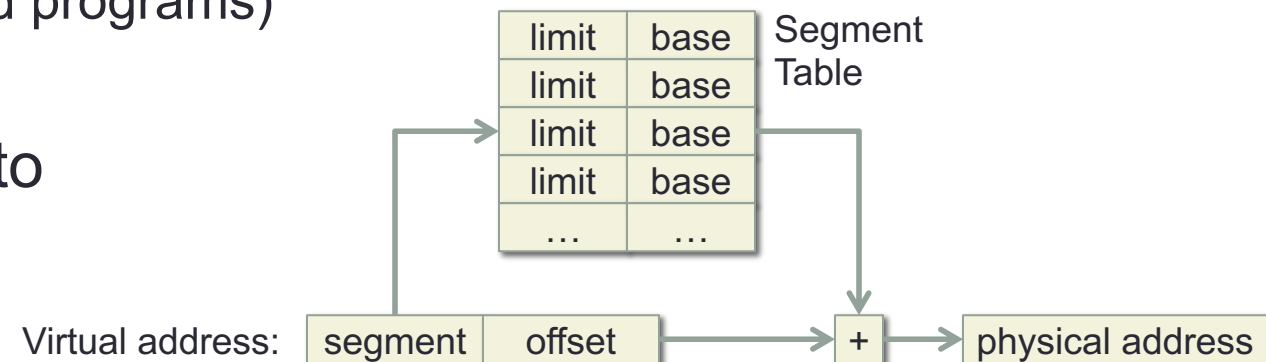 d programs)
to
limit base
limit base
limit base
limit base
... ...
Segment
Table
Virtual address: segment offset + physical address